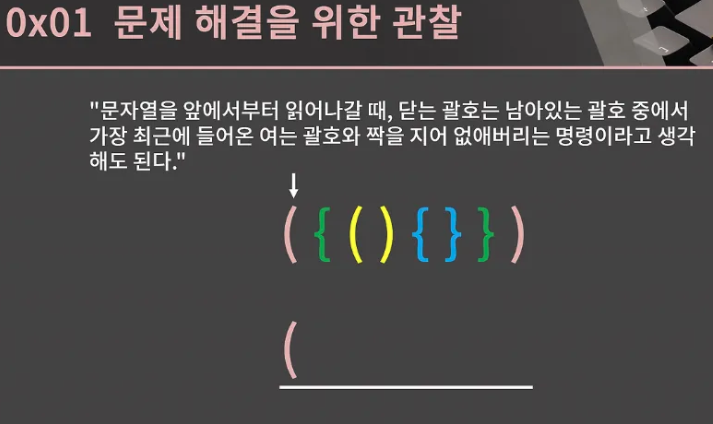 0x01 문제 해결을 위한 관찰
"문자열을 앞에서부터 읽어나갈 때, 닫는 괄호는 남아있는 괄호 중에서
가장 최근에 들어온 여는 괄호와 짝을 지어 없애버리는 명령이라고 생각
해도 된다."
( { ( ) { } } )
(